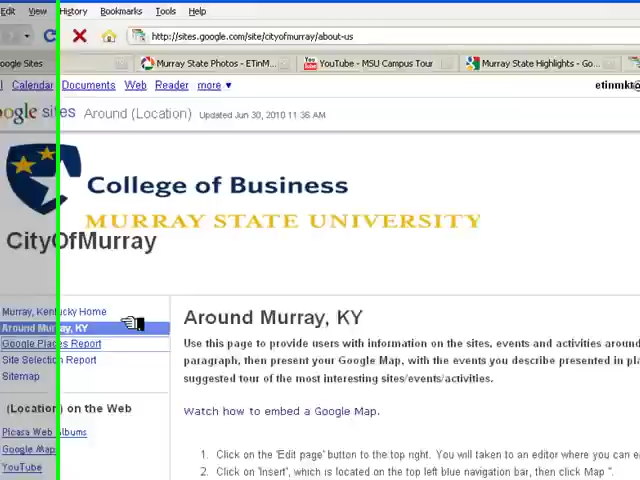 Edit View History Bookmarks Tools Help
http://sites.google.com/site/cityofmurray/about-us
oogle Sites Murray State Photos - ETinM... YouTube - MSU Campus Tour Murray State Highlights - Go...
l Calendar Documents Web Reader more ▼ etinmkt@
oogle sites Around (Location) Updated Jun 30, 2010 11:36 AM
College of Business
MURRAY STATE UNIVERSITY
CityOfMurray
Murray, Kentucky Home
Around Murray, KY
Google Places Report
Site Selection Report
Sitemap
(Location) on the Web
Picasa Web Albums
Google Map
YouTube
Around Murray, KY
Use this page to provide users with information on the sites, events and activities around
paragraph, then present your Google Map, with the events you describe presented in pla
suggested tour of the most interesting sites/events/activities.
Watch how to embed a Google Map.
1. Click on the 'Edit page' button to the top right. You will taken to an editor where you can e
2. Click on 'Insert', which is located on the top left blue navigation bar, then click Map ".